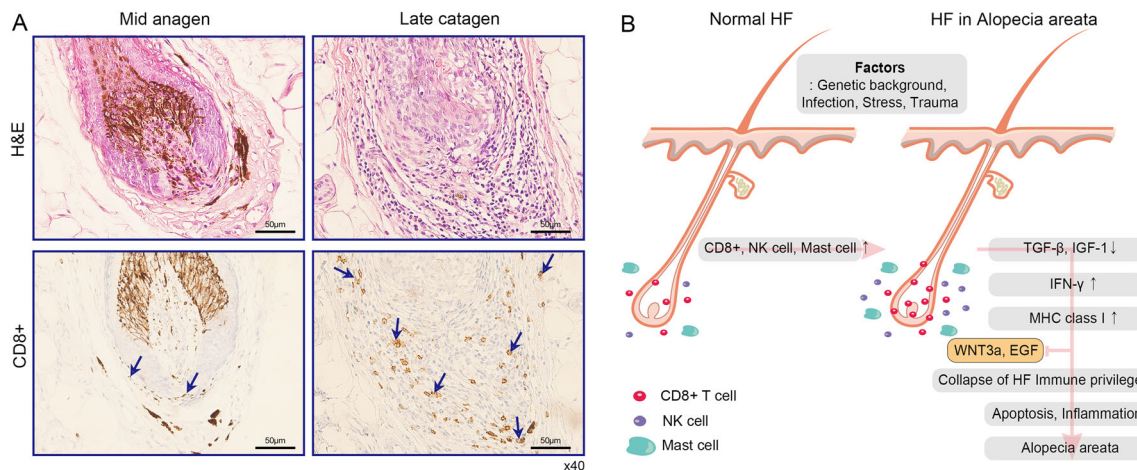 A
Mid anagen
Late catagen
H&E
50µm
50µm
CD8+
50µm
50µm
x40
B
Normal HF
HF in Alopecia areata
Factors
: Genetic background,
Infection, Stress, Trauma
CD8+, NK cell, Mast cell ↑
TGF-β, IGF-1↓
IFN-γ ↑
MHC class I ↑
WNT3a, EGF
Collapse of HF Immune privilege
Apoptosis, Inflammation
Alopecia areata
CD8+ T cell
NK cell
Mast cell